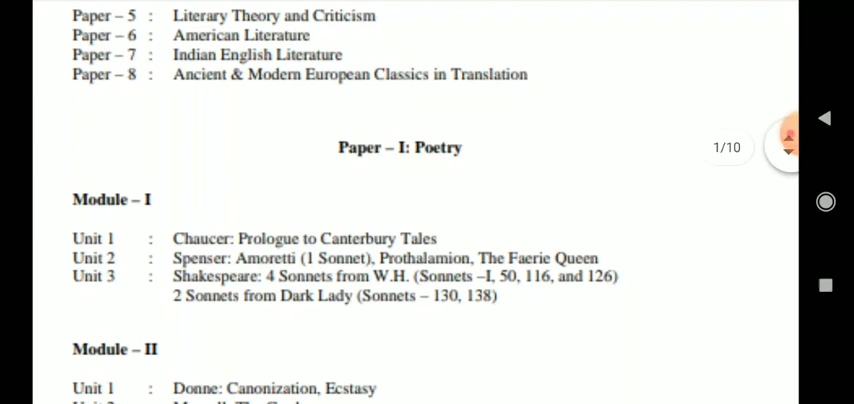 Paper – 5 : Literary Theory and Criticism
Paper – 6 : American Literature
Paper – 7 : Indian English Literature
Paper – 8 : Ancient & Modern European Classics in Translation
Paper – I: Poetry
1/10
Module – I
Unit 1 : Chaucer: Prologue to Canterbury Tales
Unit 2 : Spenser: Amoretti (1 Sonnet), Prothalamion, The Faerie Queen
Unit 3 : Shakespeare: 4 Sonnets from W.H. (Sonnets –I, 50, 116, and 126)
2 Sonnets from Dark Lady (Sonnets – 130, 138)
Module – II
Unit 1 : Donne: Canonization, Ecstasy